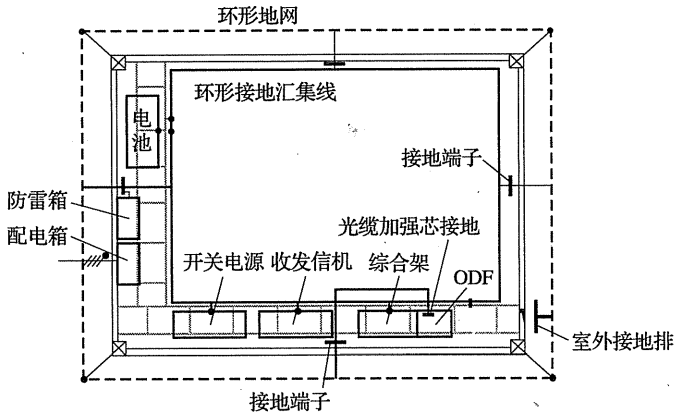 环形地网
环形接地汇集线
电池
接地端子
防雷箱
光缆加强芯接地
配电箱
开关电源 收发信机 综合架
ODF
室外接地排
接地端子